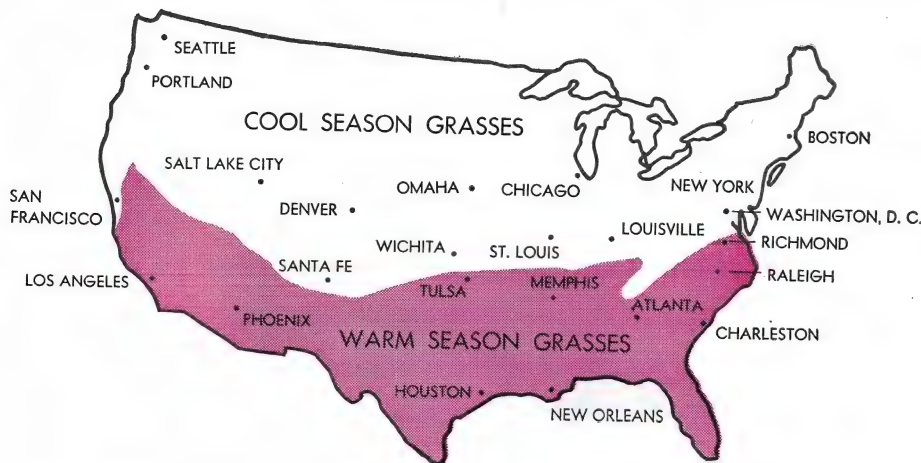 SEATTLE
PORTLAND
COOL SEASON GRASSES
BOSTON
SALT LAKE CITY
OMAHA
CHICAGO
NEW YORK
SAN
FRANCISCO
DENVER
WASHINGTON, D. C.
LOUISVILLE
WICHITA
ST. LOUIS
RICHMOND
SANTA FE
LOS ANGELES
TULSA
MEMPHIS
RALEIGH
PHOENIX
ATLANTA
CHARLESTON
WARM SEASON GRASSES
HOUSTON
NEW ORLEANS